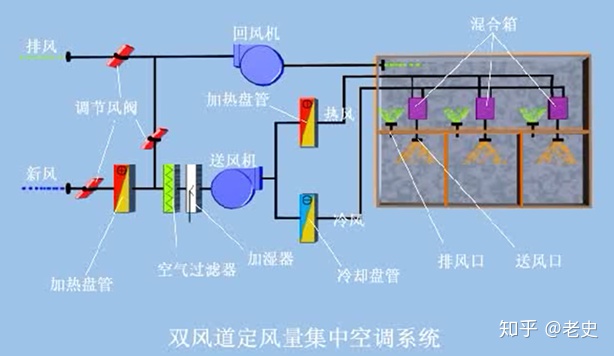 混合箱
回风机
排风
加热盘管
热风
调节风阀
送风机
新风
冷风
加热盘管
空气过滤器
加湿器
冷却盘管
排风口
送风口
双风道定风量集中空调系统
知乎 @老史